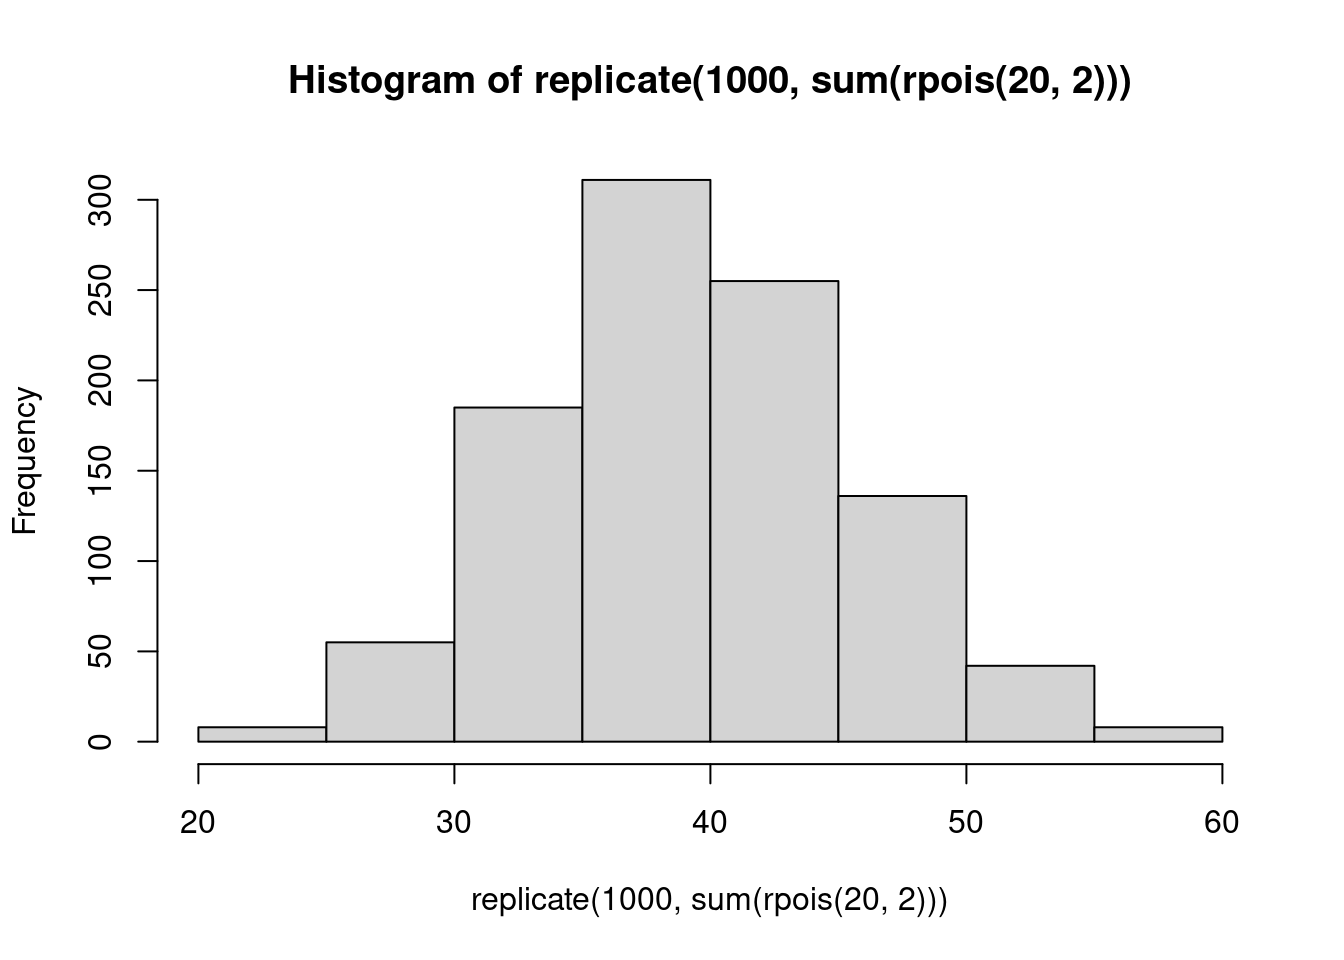 Histogram of replicate(1000, sum(rpois(20, 2)))
Frequency
300
250
200
150
100
50
0
20 30 40 50 60
replicate(1000, sum(rpois(20, 2)))